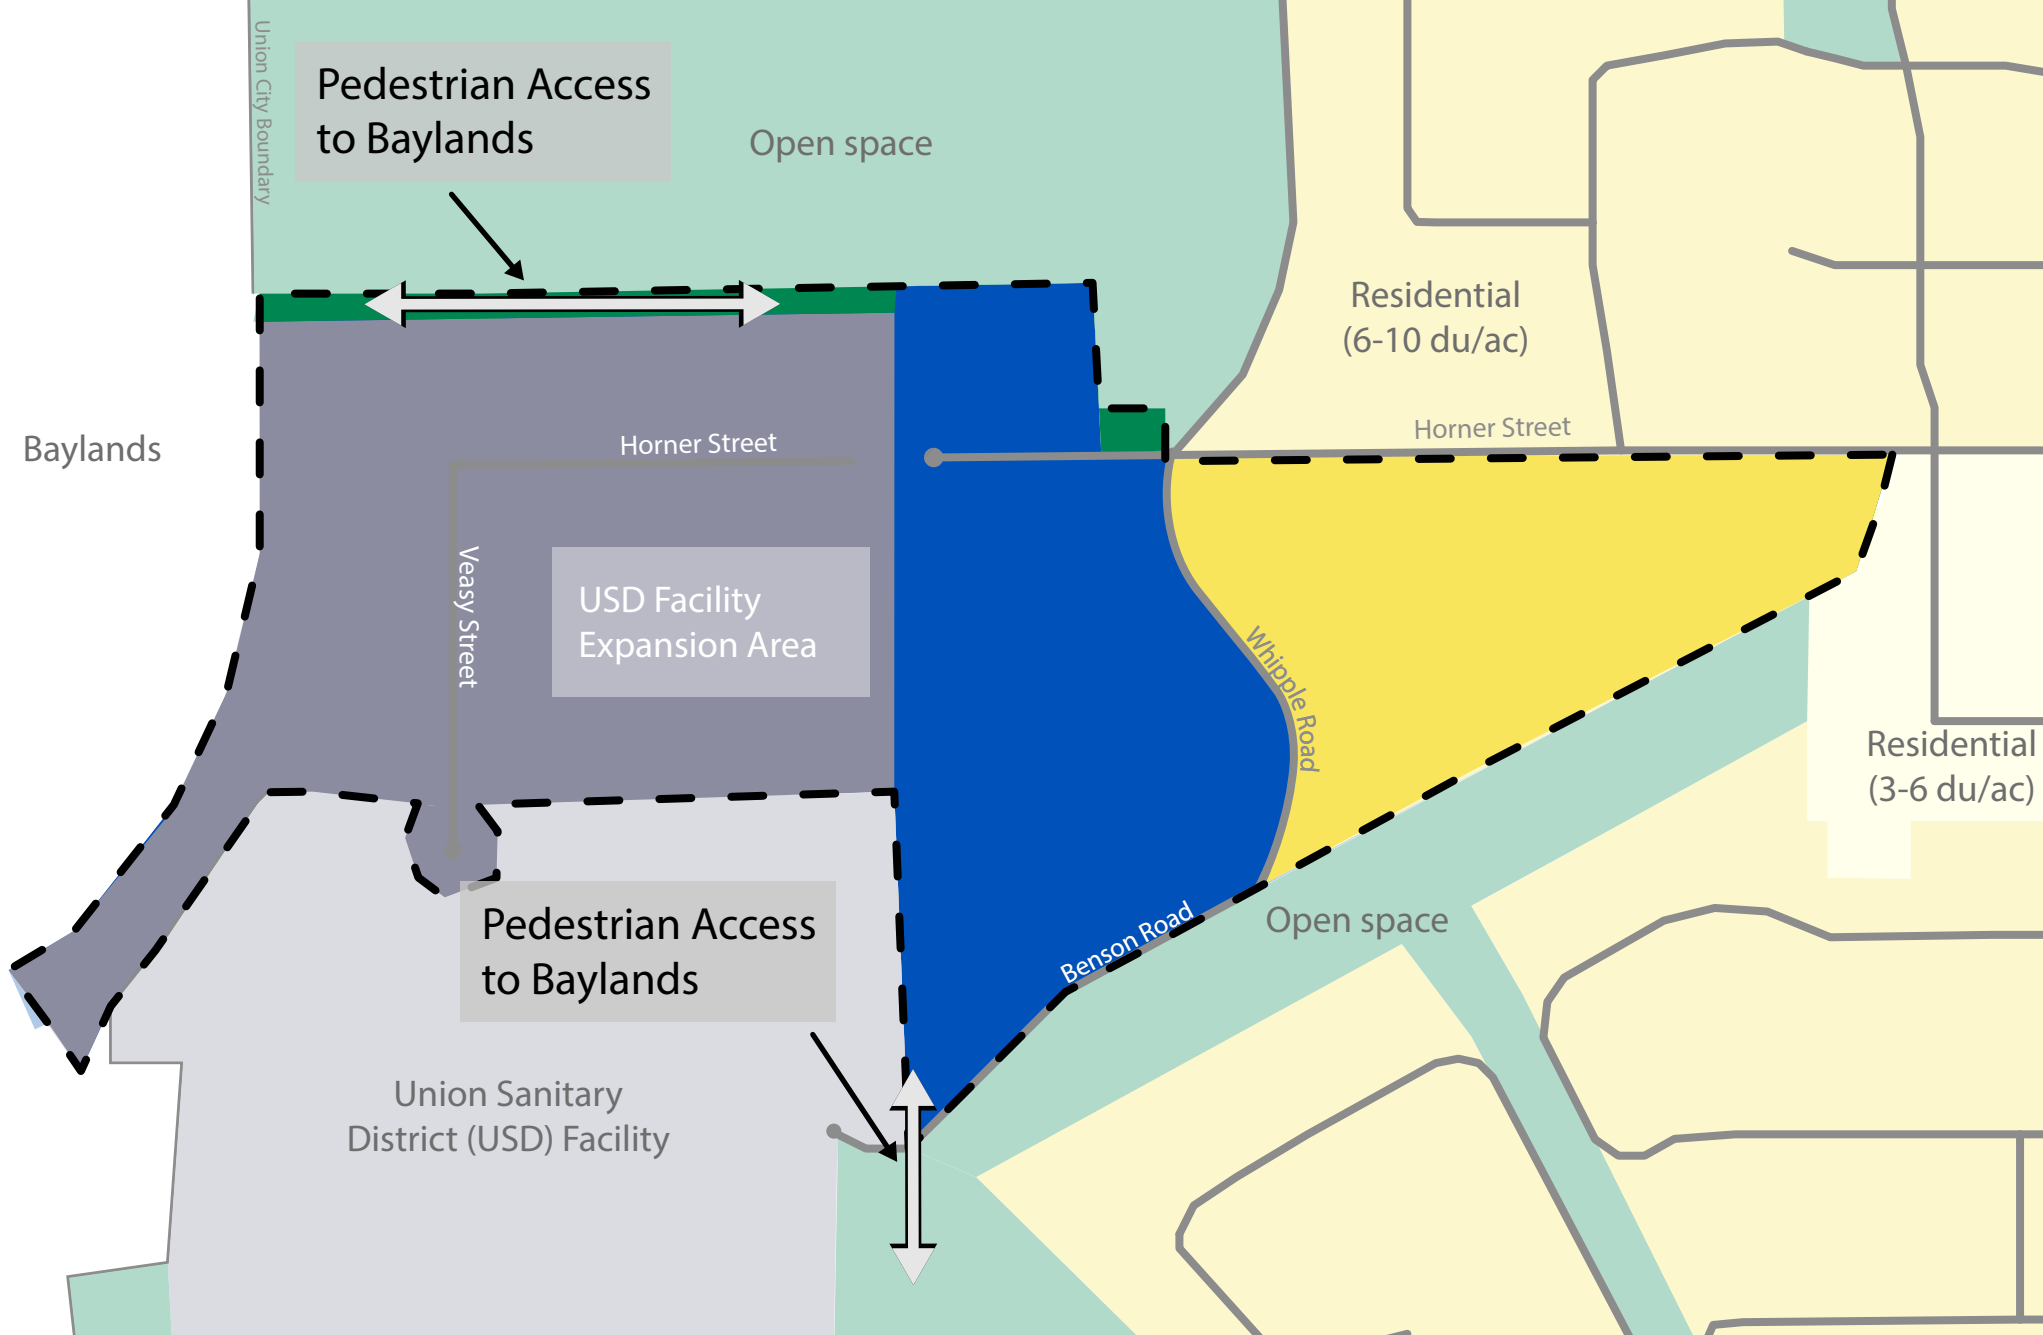 Union City Boundary
Pedestrian Access
to Baylands
Open space
Residential
(6-10 du/ac)
Baylands
Horner Street
Horner Street
Veasy Street
USD Facility
Expansion Area
Whipple Road
Residential
(3-6 du/ac)
Pedestrian Access
to Baylands
Benson Road
Open space
Union Sanitary
District (USD) Facility